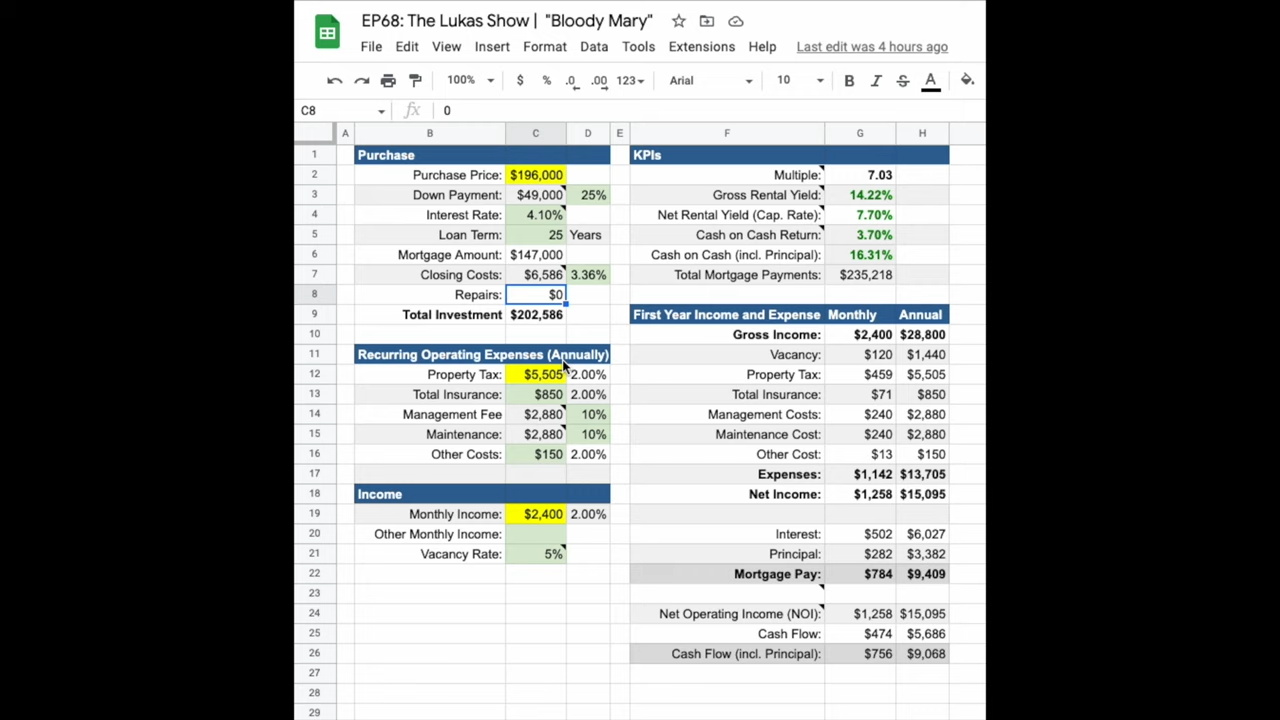 EP68: The Lukas Show | "Bloody Mary"
File Edit View Insert Format Data Tools Extensions Help Last edit was 4 hours ago
100% $ % .0 .00 123 Arial 10 B I S A
C8 fx 0
A B C D E F G H
1 Purchase KPIs
2 Purchase Price: $196,000 Multiple: 7.03
3 Down Payment: $49,000 25% Gross Rental Yield: 14.22%
4 Interest Rate: 4.10% Net Rental Yield (Cap. Rate): 7.70%
5 Loan Term: 25 Years Cash on Cash Return: 3.70%
6 Mortgage Amount: $147,000 Cash on Cash (incl. Principal): 16.31%
7 Closing Costs: $6,586 3.36% Total Mortgage Payments: $235,218
8 Repairs: $0
9 Total Investment $202,586 First Year Income and Expense Monthly Annual
10 Gross Income: $2,400 $28,800
11 Recurring Operating Expenses (Annually) Vacancy: $120 $1,440
12 Property Tax: $5,505 2.00% Property Tax: $459 $5,505
13 Total Insurance: $850 2.00% Total Insurance: $71 $850
14 Management Fee $2,880 10% Management Costs: $240 $2,880
15 Maintenance: $2,880 10% Maintenance Cost: $240 $2,880
16 Other Costs: $150 2.00% Other Cost: $13 $150
17 Expenses: $1,142 $13,705
18 Income Net Income: $1,258 $15,095
19 Monthly Income: $2,400 2.00%
20 Other Monthly Income: Interest: $502 $6,027
21 Vacancy Rate: 5% Principal: $282 $3,382
22 Mortgage Pay: $784 $9,409
23
24 Net Operating Income (NOI): $1,258 $15,095
25 Cash Flow: $474 $5,686
26 Cash Flow (incl. Principal): $756 $9,068
27
28
29